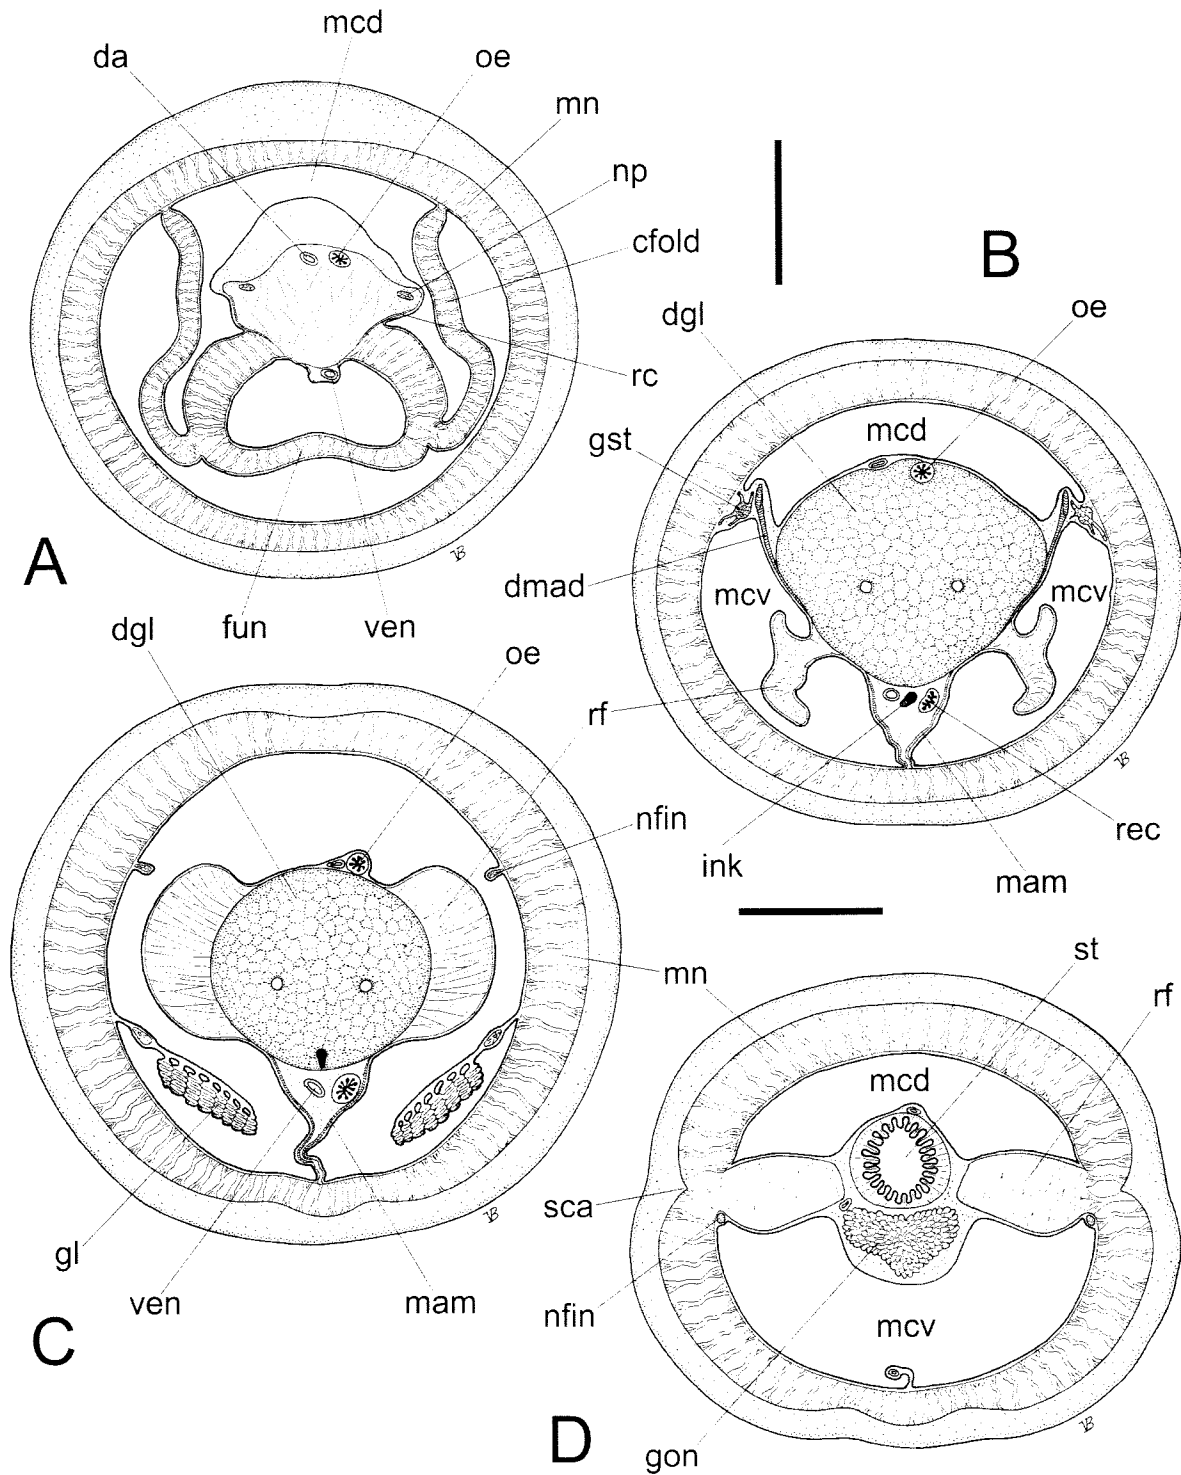 mcd
da
oe
mn
np
cfold
rc
A
fun
ven
B
dgl
oe
mcd
gst
dmad
mcv
mcv
rf
ink
mam
rec
dgl
oe
nfin
mn
gl
ven
mam
C
st
rf
mcd
sca
nfin
mcv
gon
D